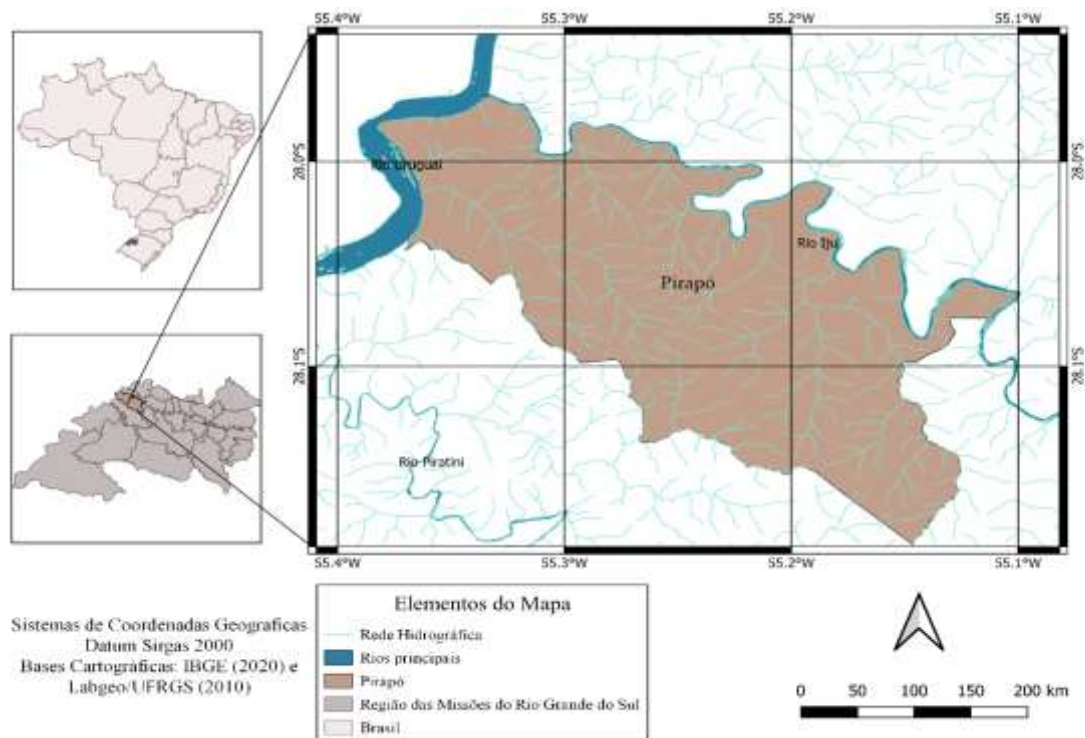 55.4°W 55.3°W 55.2°W 55.1°W
28.0°S
28.0°S
Rio Uruguai
Rio Ijuí
Pirapó
28.1°S
28.1°S
Rio Piratini
55.4°W 55.3°W 55.2°W 55.1°W
Sistemas de Coordenadas Geograficas
Datum Sirgas 2000
Bases Cartográficas: IBGE (2020) e
Labgeo/UFRGS (2010)
Elementos do Mapa
Rede Hidrográfica
Rios principais
Pirapó
Região das Missões do Rio Grande do Sul
Brasil
0 50 100 150 200 km